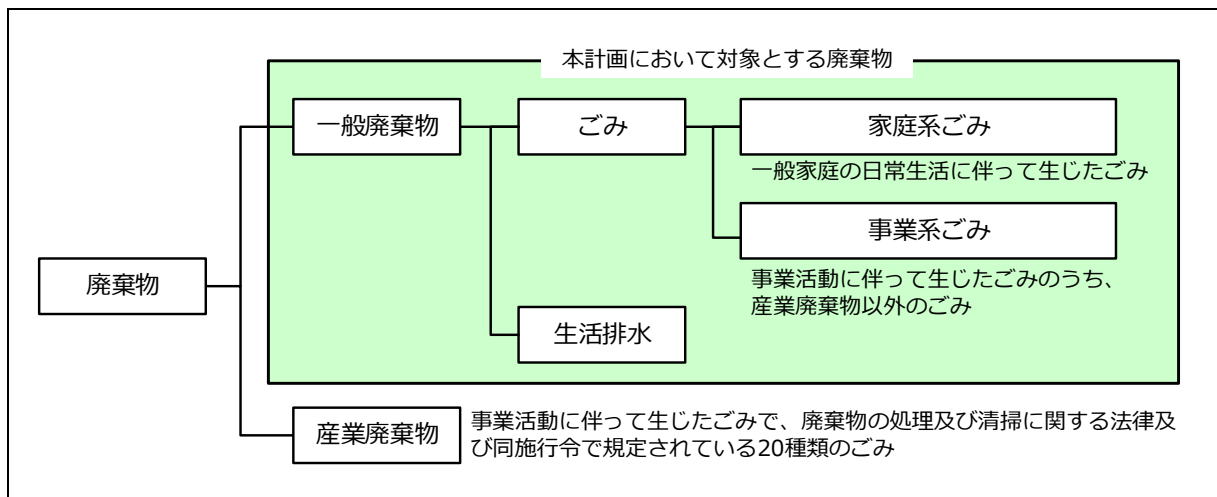 本計画において対象とする廃棄物
一般廃棄物
ごみ
家庭系ごみ
一般家庭の日常生活に伴って生じたごみ
事業系ごみ
事業活動に伴って生じたごみのうち、
産業廃棄物以外のごみ
廃棄物
生活排水
産業廃棄物
事業活動に伴って生じたごみで、廃棄物の処理及び清掃に関する法律及
び同施行令で規定されている20種類のごみ